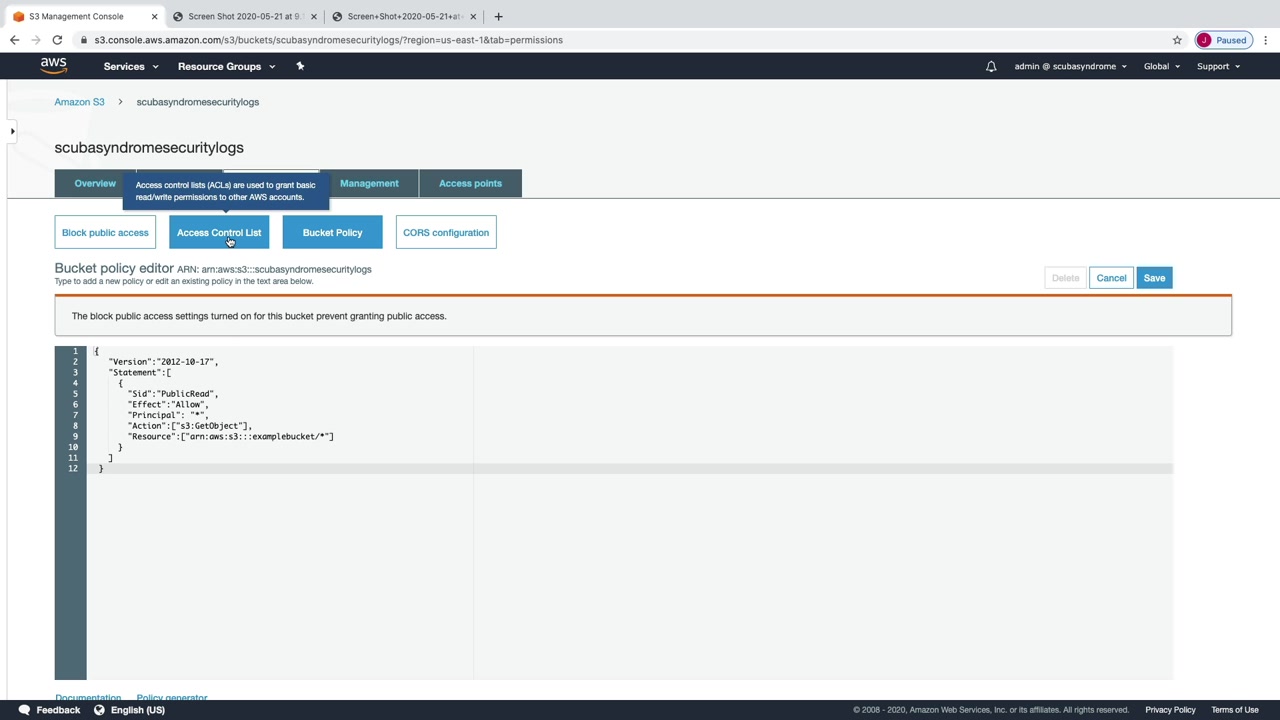 S3 Management Console
Screen Shot 2020-05-21 at 9.
Screen+Shot+2020-05-21+at+
s3.console.aws.amazon.com/s3/buckets/scubasyndromesecuritylogs/?region=us-east-1&tab=permissions
J Paused
aws Services Resource Groups admin @ scubasyndrome Global Support
Amazon S3 scubasyndromesecuritylogs
scubasyndromesecuritylogs
Overview Management Access points
Access control lists (ACLs) are used to grant basic
read/write permissions to other AWS accounts.
Block public access Access Control List Bucket Policy CORS configuration
Bucket policy editor ARN: arn:aws:s3:::scubasyndromesecuritylogs
Type to add a new policy or edit an existing policy in the text area below.
Delete Cancel Save
The block public access settings turned on for this bucket prevent granting public access.
1 {
2 "Version":"2012-10-17",
3 "Statement":[
4 {
5 "Sid":"PublicRead",
6 "Effect":"Allow",
7 "Principal": "*",
8 "Action":["s3:GetObject"],
9 "Resource":["arn:aws:s3:::examplebucket/*"]
10 }
11 ]
12 }
Documentation Policy generator
Feedback English (US) © 2008 - 2020, Amazon Web Services, Inc. or its affiliates. All rights reserved. Privacy Policy Terms of Use